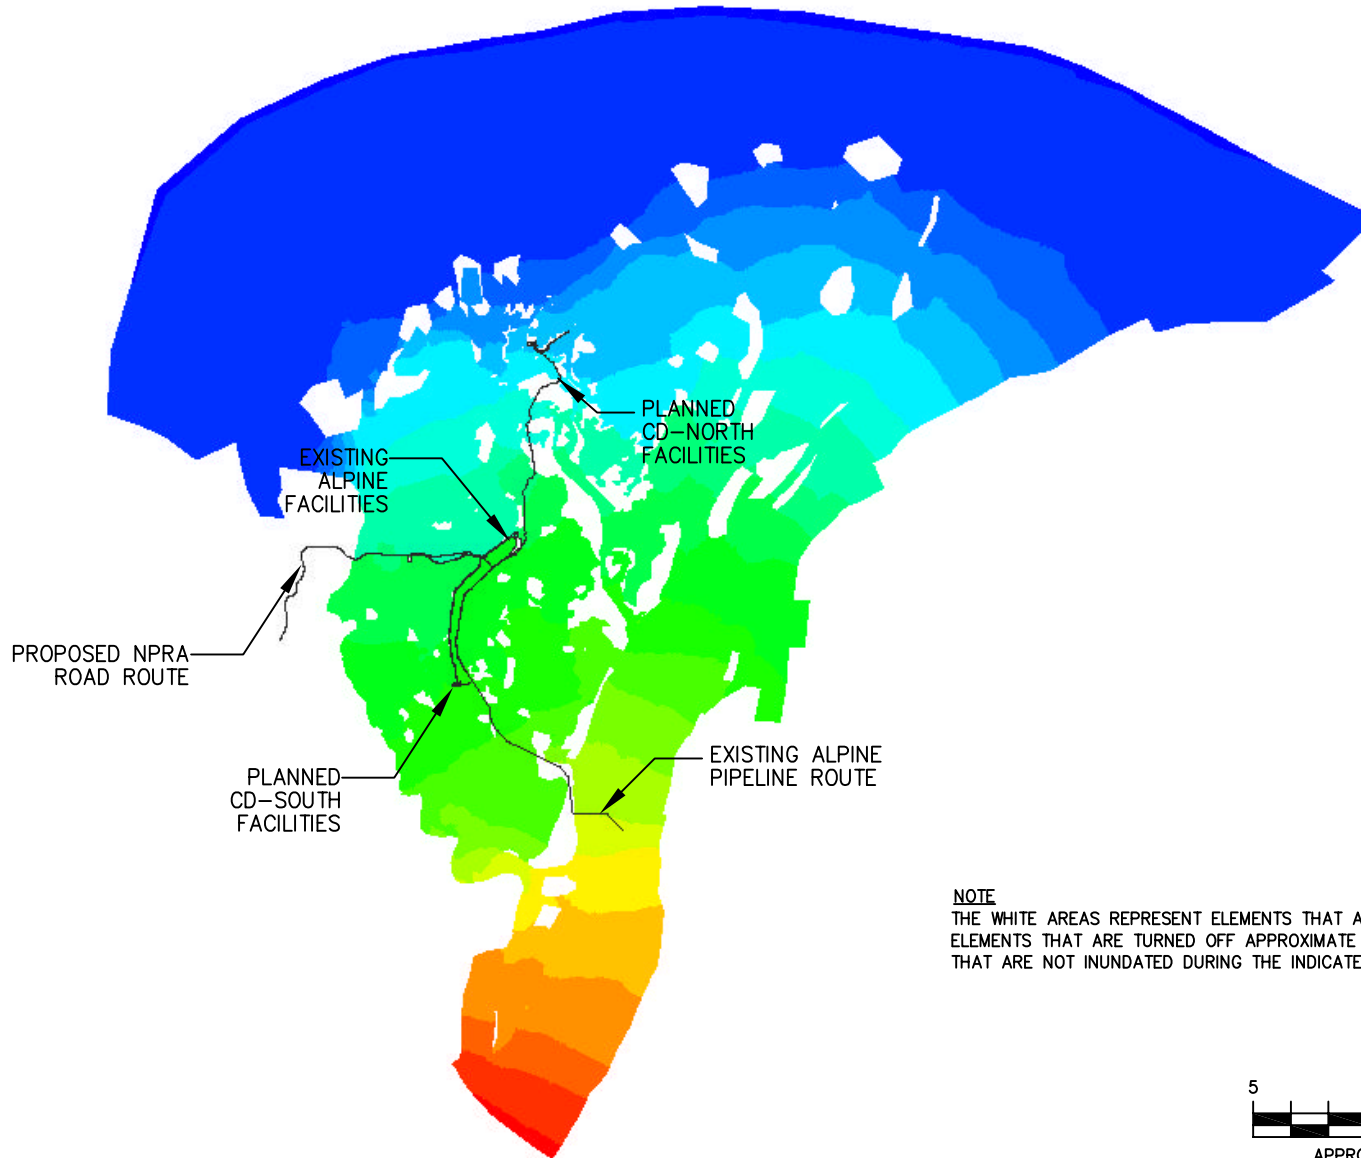 PLANNED
CD-NORTH
FACILITIES
EXISTING
ALPINE
FACILITIES
PROPOSED NPRA
ROAD ROUTE
PLANNED
CD-SOUTH
FACILITIES
EXISTING ALPINE
PIPELINE ROUTE
NOTE
THE WHITE AREAS REPRESENT ELEMENTS THAT A
ELEMENTS THAT ARE TURNED OFF APPROXIMATE
THAT ARE NOT INUNDATED DURING THE INDICATE
5
APPRO